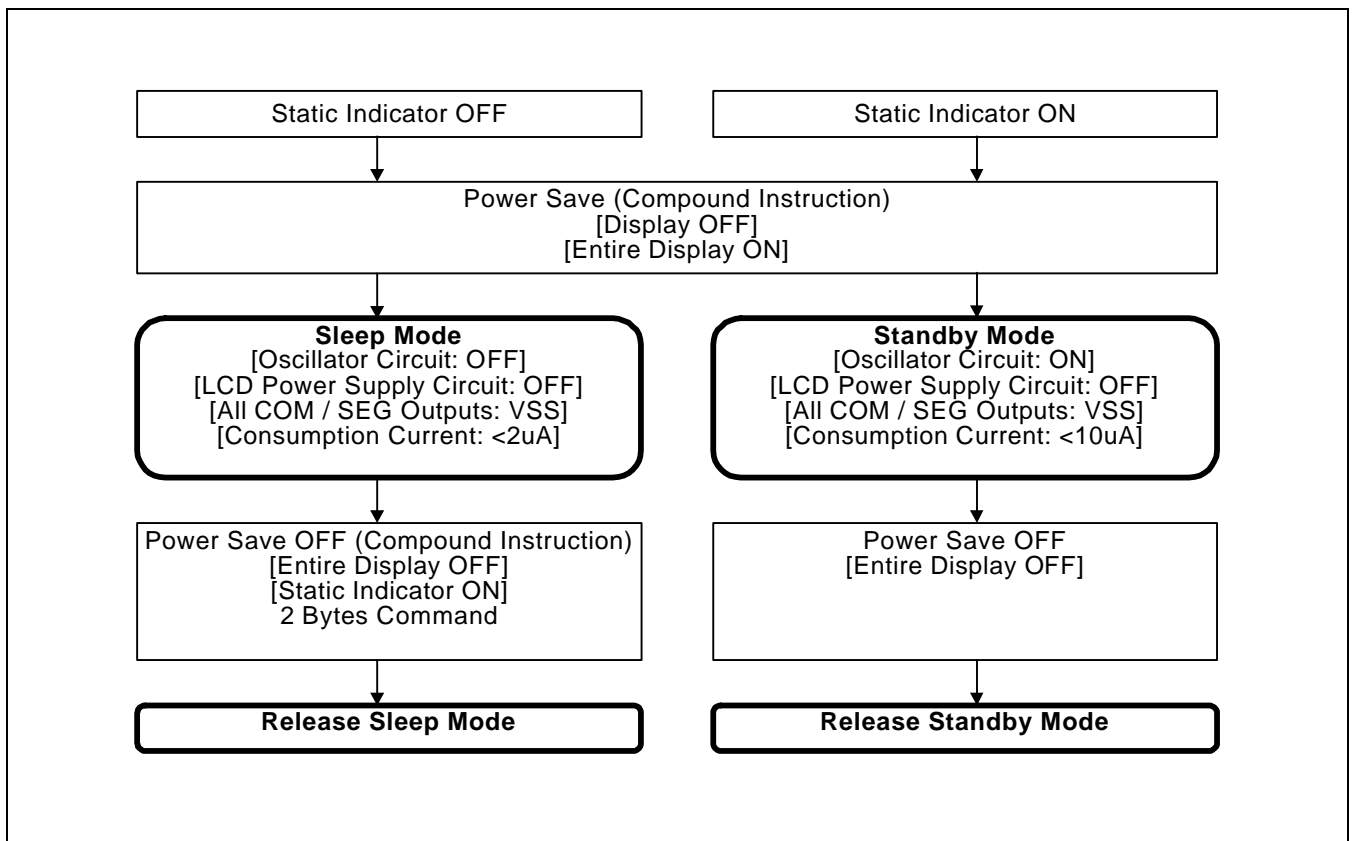 Static Indicator OFF
Static Indicator ON
Power Save (Compound Instruction)
[Display OFF]
[Entire Display ON]
Sleep Mode
[Oscillator Circuit: OFF]
[LCD Power Supply Circuit: OFF]
[All COM / SEG Outputs: VSS]
[Consumption Current: <2uA]
Standby Mode
[Oscillator Circuit: ON]
[LCD Power Supply Circuit: OFF]
[All COM / SEG Outputs: VSS]
[Consumption Current: <10uA]
Power Save OFF (Compound Instruction)
[Entire Display OFF]
[Static Indicator ON]
2 Bytes Command
Power Save OFF
[Entire Display OFF]
Release Sleep Mode
Release Standby Mode